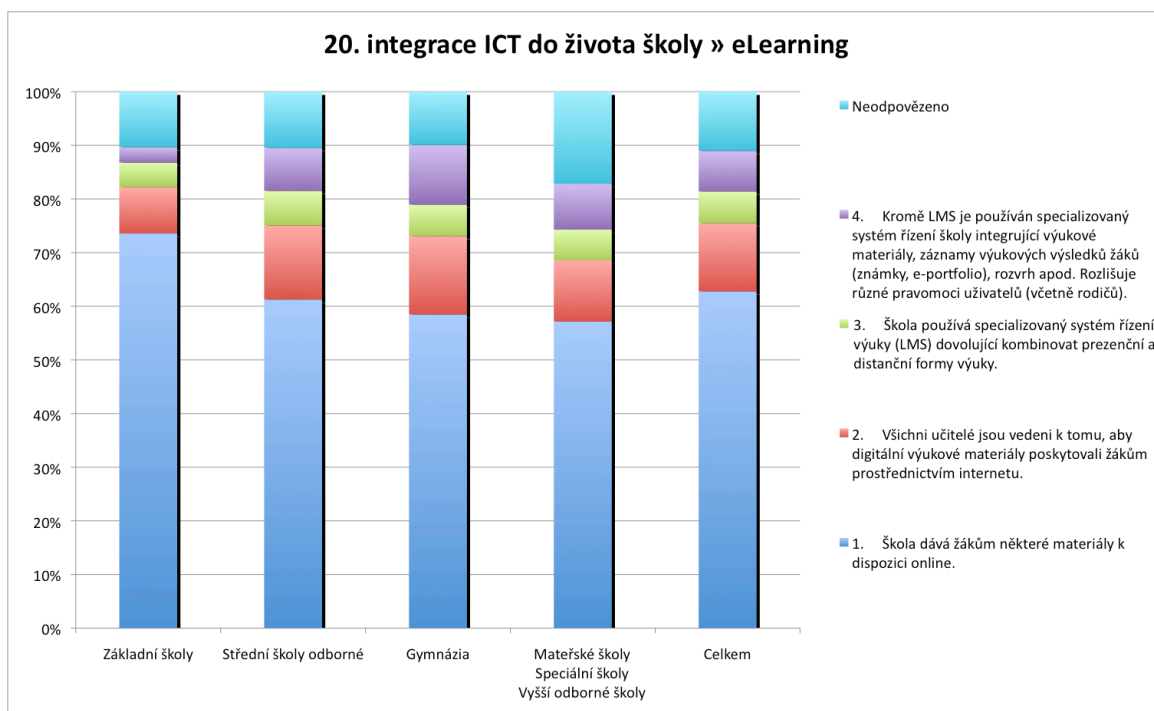 20. integrace ICT do života školy » eLearning
100%
90%
80%
70%
60%
50%
40%
30%
20%
10%
0%
Základní školy
Střední školy odborné
Gymnázia
Mateřské školy
Speciální školy
Vyšší odborné školy
Celkem
Neodpovězeno
4. Kromě LMS je používán specializovaný
systém řízení školy integrující výukové
materiály, záznamy výukových výsledků žáků
(známky, e-portfolio), rozvrh apod. Rozlišuje
různé pravomoci uživatelů (včetně rodičů).
3. Škola používá specializovaný systém řízení
výuky (LMS) dovolující kombinovat prezenční a
distanční formy výuky.
2. Všichni učitelé jsou vedeni k tomu, aby
digitální výukové materiály poskytovali žákům
prostřednictvím internetu.
1. Škola dává žákům některé materiály k
dispozici online.